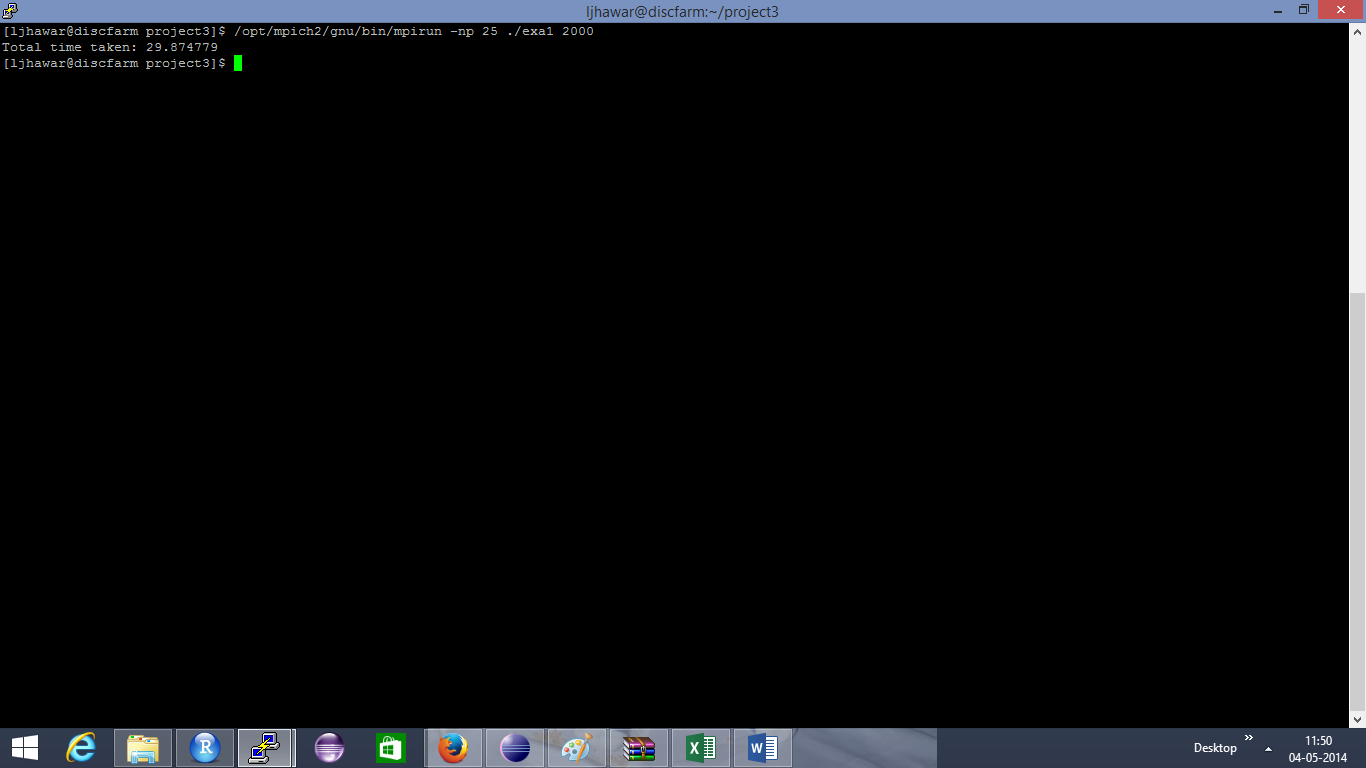 ljhawar@discfarm:~/project3
[ljhawar@discfarm project3]$ /opt/mpich2/gnu/bin/mpirun -np 25 ./exa1 2000
Total time taken: 29.874779
[ljhawar@discfarm project3]$
Desktop
11:50
04-05-2014